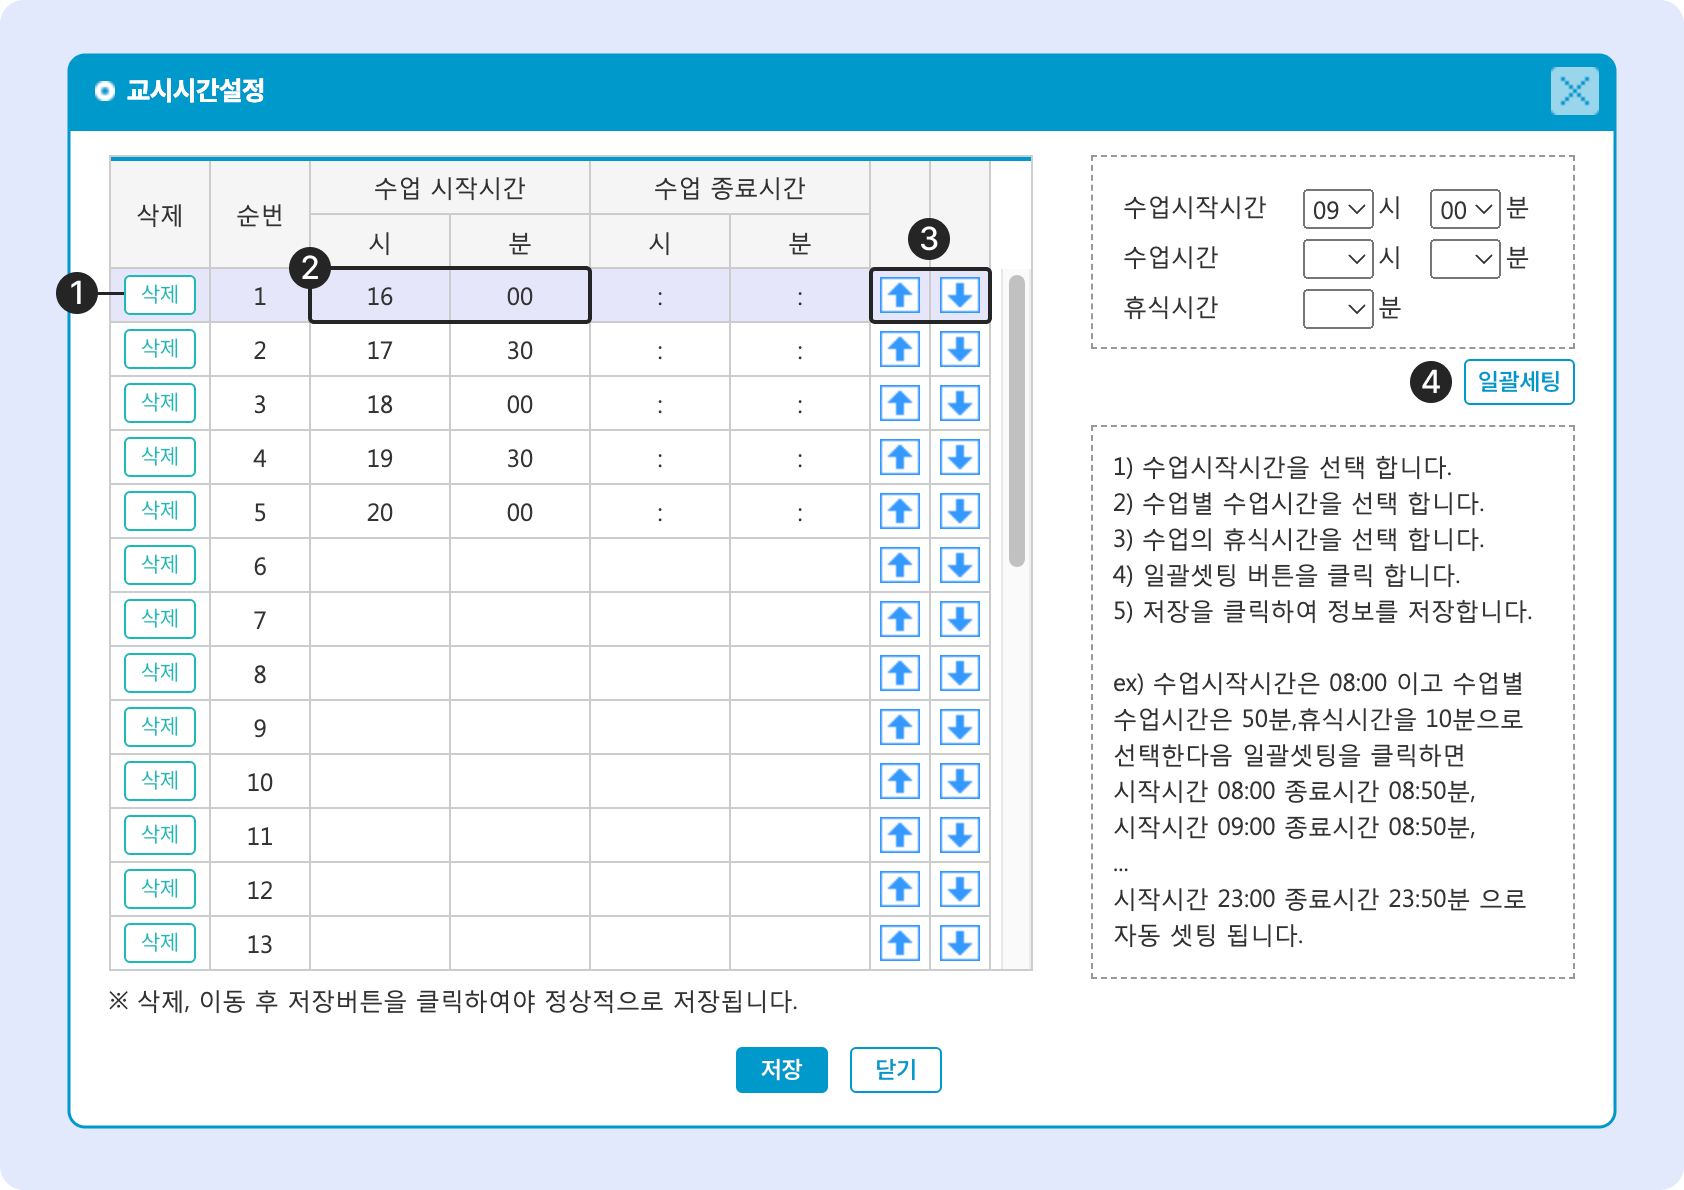 교시시간설정
삭제 순번 수업 시작시간 수업 종료시간
시 분 시 분
1 2 3
삭제 1 16 00 : :
삭제 2 17 30 : :
삭제 3 18 00 : :
삭제 4 19 30 : :
삭제 5 20 00 : :
삭제 6
삭제 7
삭제 8
삭제 9
삭제 10
삭제 11
삭제 12
삭제 13
※ 삭제, 이동 후 저장버튼을 클릭하여야 정상적으로 저장됩니다.
수업시작시간 09 시 00 분
수업시간 시 분
휴식시간 분
4 일괄세팅
1) 수업시작시간을 선택 합니다.
2) 수업별 수업시간을 선택 합니다.
3) 수업의 휴식시간을 선택 합니다.
4) 일괄셋팅 버튼을 클릭 합니다.
5) 저장을 클릭하여 정보를 저장합니다.
ex) 수업시작시간은 08:00 이고 수업별
수업시간은 50분,휴식시간을 10분으로
선택한다음 일괄셋팅을 클릭하면
시작시간 08:00 종료시간 08:50분,
시작시간 09:00 종료시간 08:50분,
...
시작시간 23:00 종료시간 23:50분 으로
자동 셋팅 됩니다.
저장 닫기